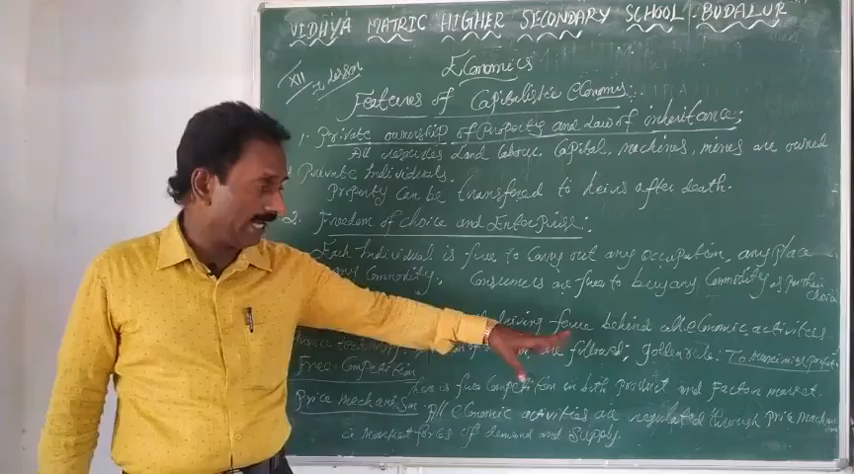 VIDHYA MATRIC HIGHER SECONDARY SCHOOL, BUDALUR
Economics
XII I Lesson
Features of Capitalistic Economy:
1. Private ownership of Property and Law of inheritance:
All resources Land labour, Capital, machines, mines are owned
Private Individuals.
Property can be transfered to heirs after death.
2. Freedom of choice and Enterprise:
Each Individual is free to carry out any occupation, any place
any Commodity. Consumers are free to buy any Commodity as per their choice
driving force behind all economic activities
are followed; golden rule: To maximise profit.
Free Competition
There is free Competition in both Product and Factor market.
Price mechanism All economic activities are regulated through price mechanism
ie market forces of demand and Supply.